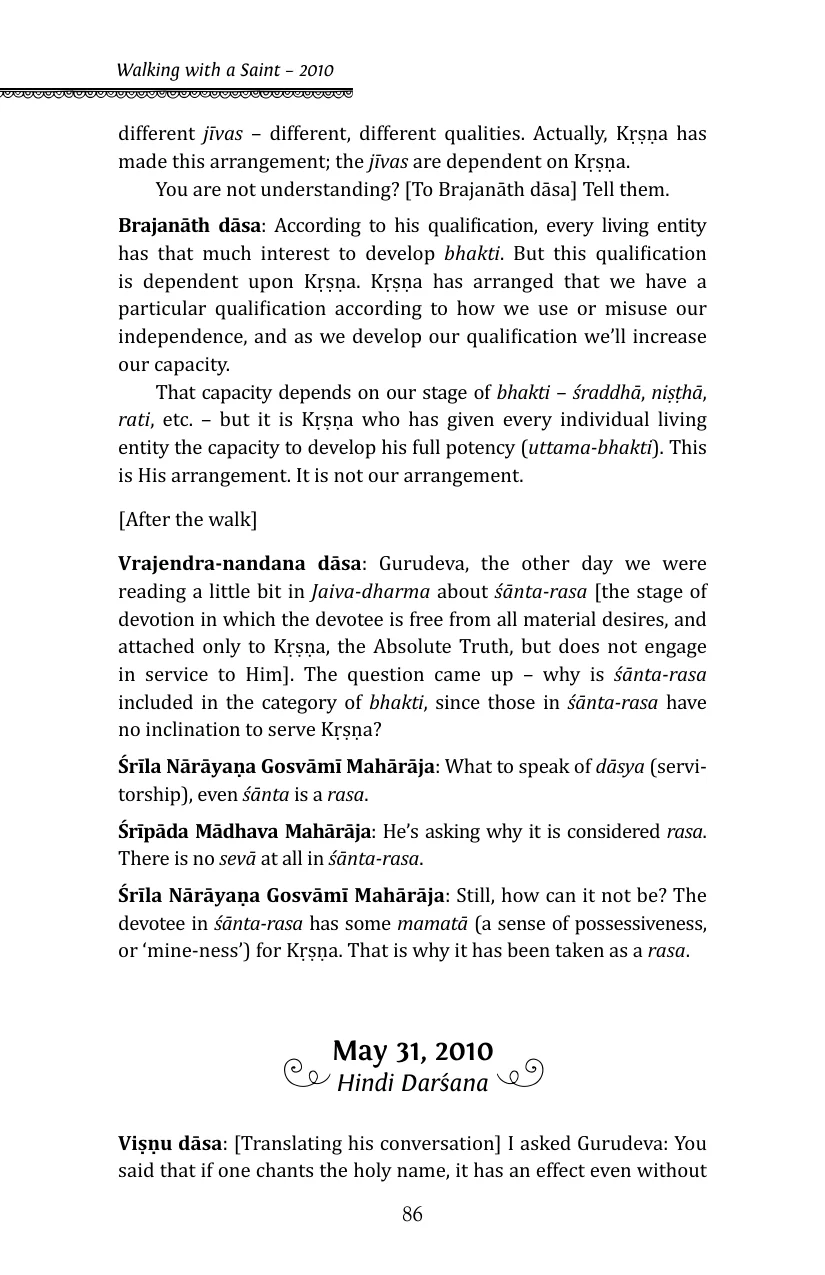 Walking with a Saint – 2010
different jīvas – different, different qualities. Actually, Kṛṣṇa has
made this arrangement; the jīvas are dependent on Kṛṣṇa.
You are not understanding? [To Brajanāth dāsa] Tell them.
Brajanāth dāsa: According to his qualification, every living entity
has that much interest to develop bhakti. But this qualification
is dependent upon Kṛṣṇa. Kṛṣṇa has arranged that we have a
particular qualification according to how we use or misuse our
independence, and as we develop our qualification we’ll increase
our capacity.
That capacity depends on our stage of bhakti – śraddhā, niṣṭhā,
rati, etc. – but it is Kṛṣṇa who has given every individual living
entity the capacity to develop his full potency (uttama-bhakti). This
is His arrangement. It is not our arrangement.
[After the walk]
Vrajendra-nandana dāsa: Gurudeva, the other day we were
reading a little bit in Jaiva-dharma about śānta-rasa [the stage of
devotion in which the devotee is free from all material desires, and
attached only to Kṛṣṇa, the Absolute Truth, but does not engage
in service to Him]. The question came up – why is śānta-rasa
included in the category of bhakti, since those in śānta-rasa have
no inclination to serve Kṛṣṇa?
Śrīla Nārāyaṇa Gosvāmī Mahārāja: What to speak of dāsya (servi-
torship), even śānta is a rasa.
Śrīpāda Mādhava Mahārāja: He’s asking why it is considered rasa.
There is no sevā at all in śānta-rasa.
Śrīla Nārāyaṇa Gosvāmī Mahārāja: Still, how can it not be? The
devotee in śānta-rasa has some mamatā (a sense of possessiveness,
or ‘mine-ness’) for Kṛṣṇa. That is why it has been taken as a rasa.
May 31, 2010
Hindi Darśana
Viṣṇu dāsa: [Translating his conversation] I asked Gurudeva: You
said that if one chants the holy name, it has an effect even without
86